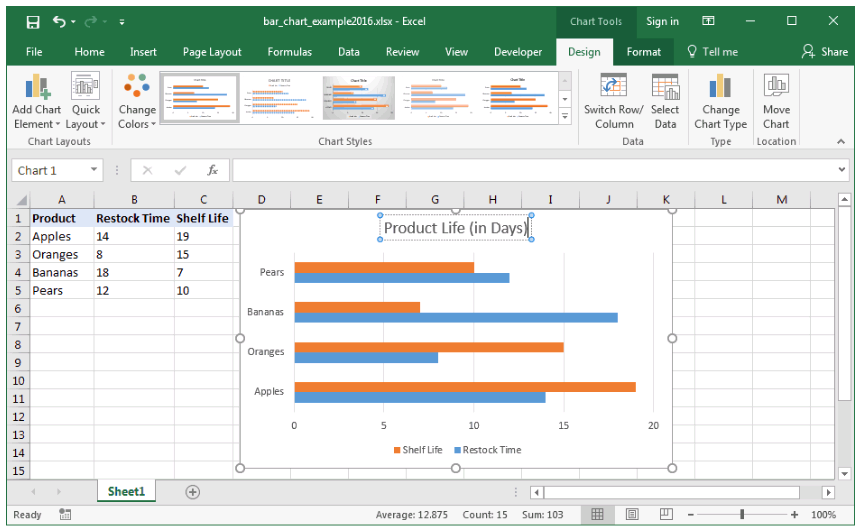 bar_chart_example2016.xlsx - Excel
Chart Tools
Sign in
File Home Insert Page Layout Formulas Data Review View Developer Design Format Tell me Share
Add Chart Element
Quick Layout
Change Colors
Switch Row/ Column
Select Data
Change Chart Type
Move Chart
Chart Layouts Chart Styles Data Type Location
Chart 1 fx
A B C D E F G H I J K L M
1 Product Restock Time Shelf Life
2 Apples 14 19
3 Oranges 8 15
4 Bananas 18 7
5 Pears 12 10
6
7
8
9
10
11
12
13
14
15
Product Life (in Days)
Pears
Bananas
Oranges
Apples
0 5 10 15 20
Shelf Life Restock Time
Sheet1
Ready Average: 12.875 Count: 15 Sum: 103 100%